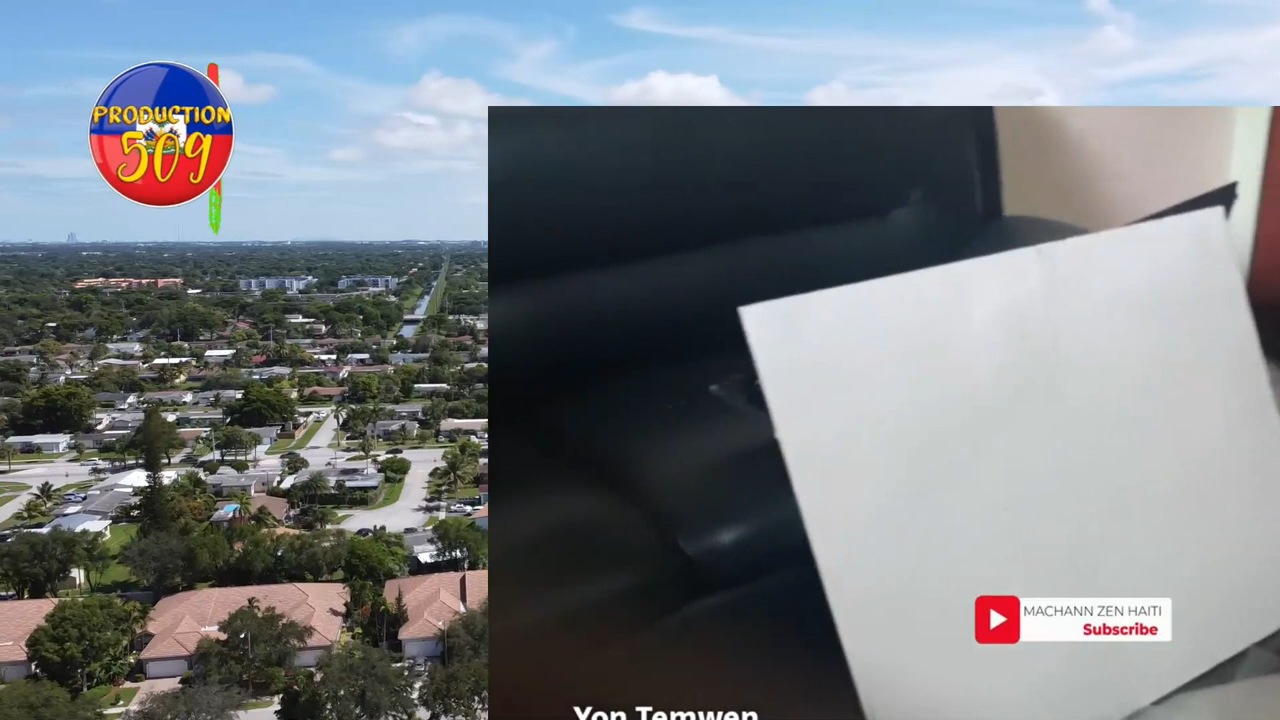 PRODUCTION
509
MACHANN ZEN HAITI
Subscribe
Yon Temwen